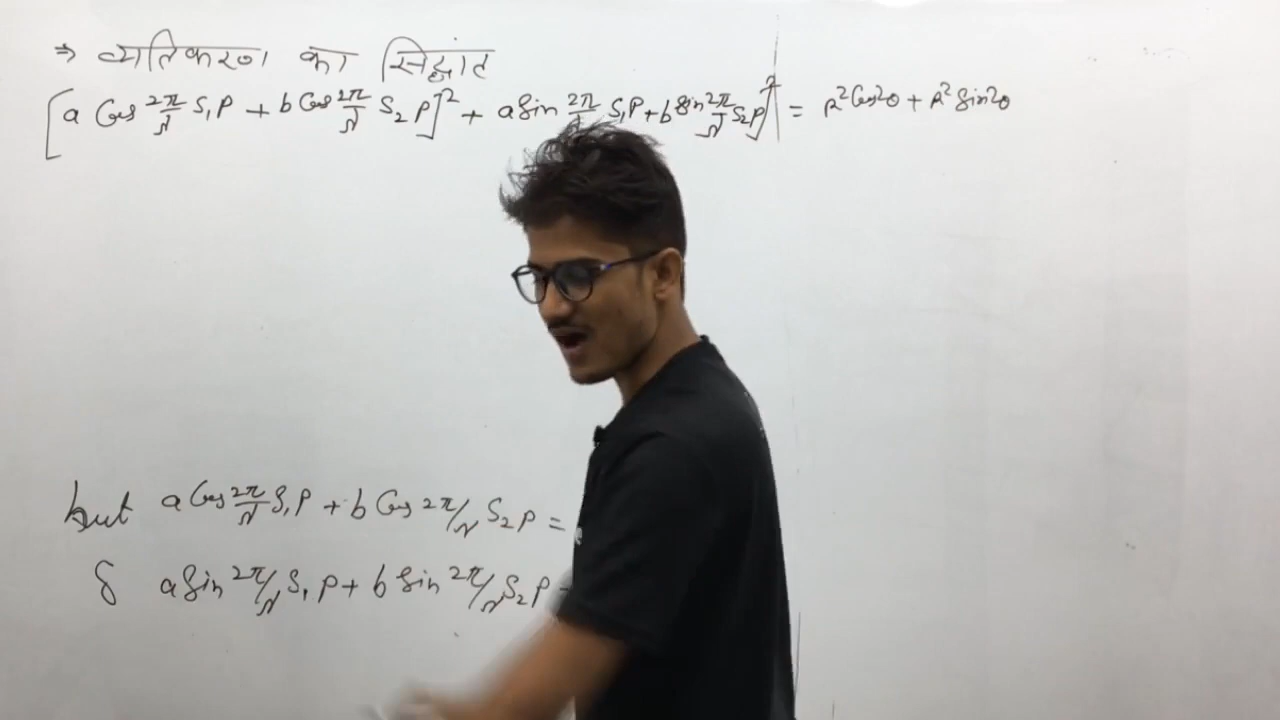 ⇒ व्यतिकरण का सिद्धांत
[a Cos 2π/λ S₁P + b Cos 2π/λ S₂P]² + a Sin 2π/λ S₁P + b Sin 2π/λ S₂P]² = R² Cos²θ + R² Sin²θ
but a Cos 2π/λ S₁P + b Cos 2π/λ S₂P =
& a Sin 2π/λ S₁P + b Sin 2π/λ S₂P